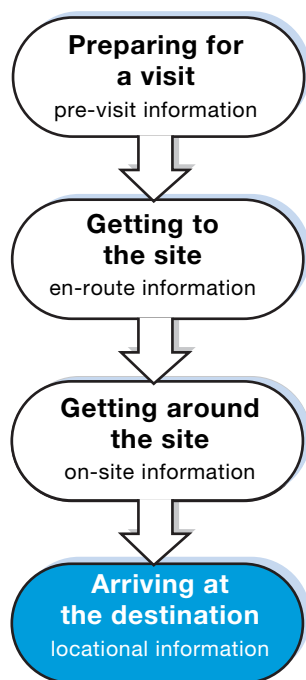 Preparing for
a visit
pre-visit information
Getting to
the site
en-route information
Getting around
the site
on-site information
Arriving at
the destination
locational information